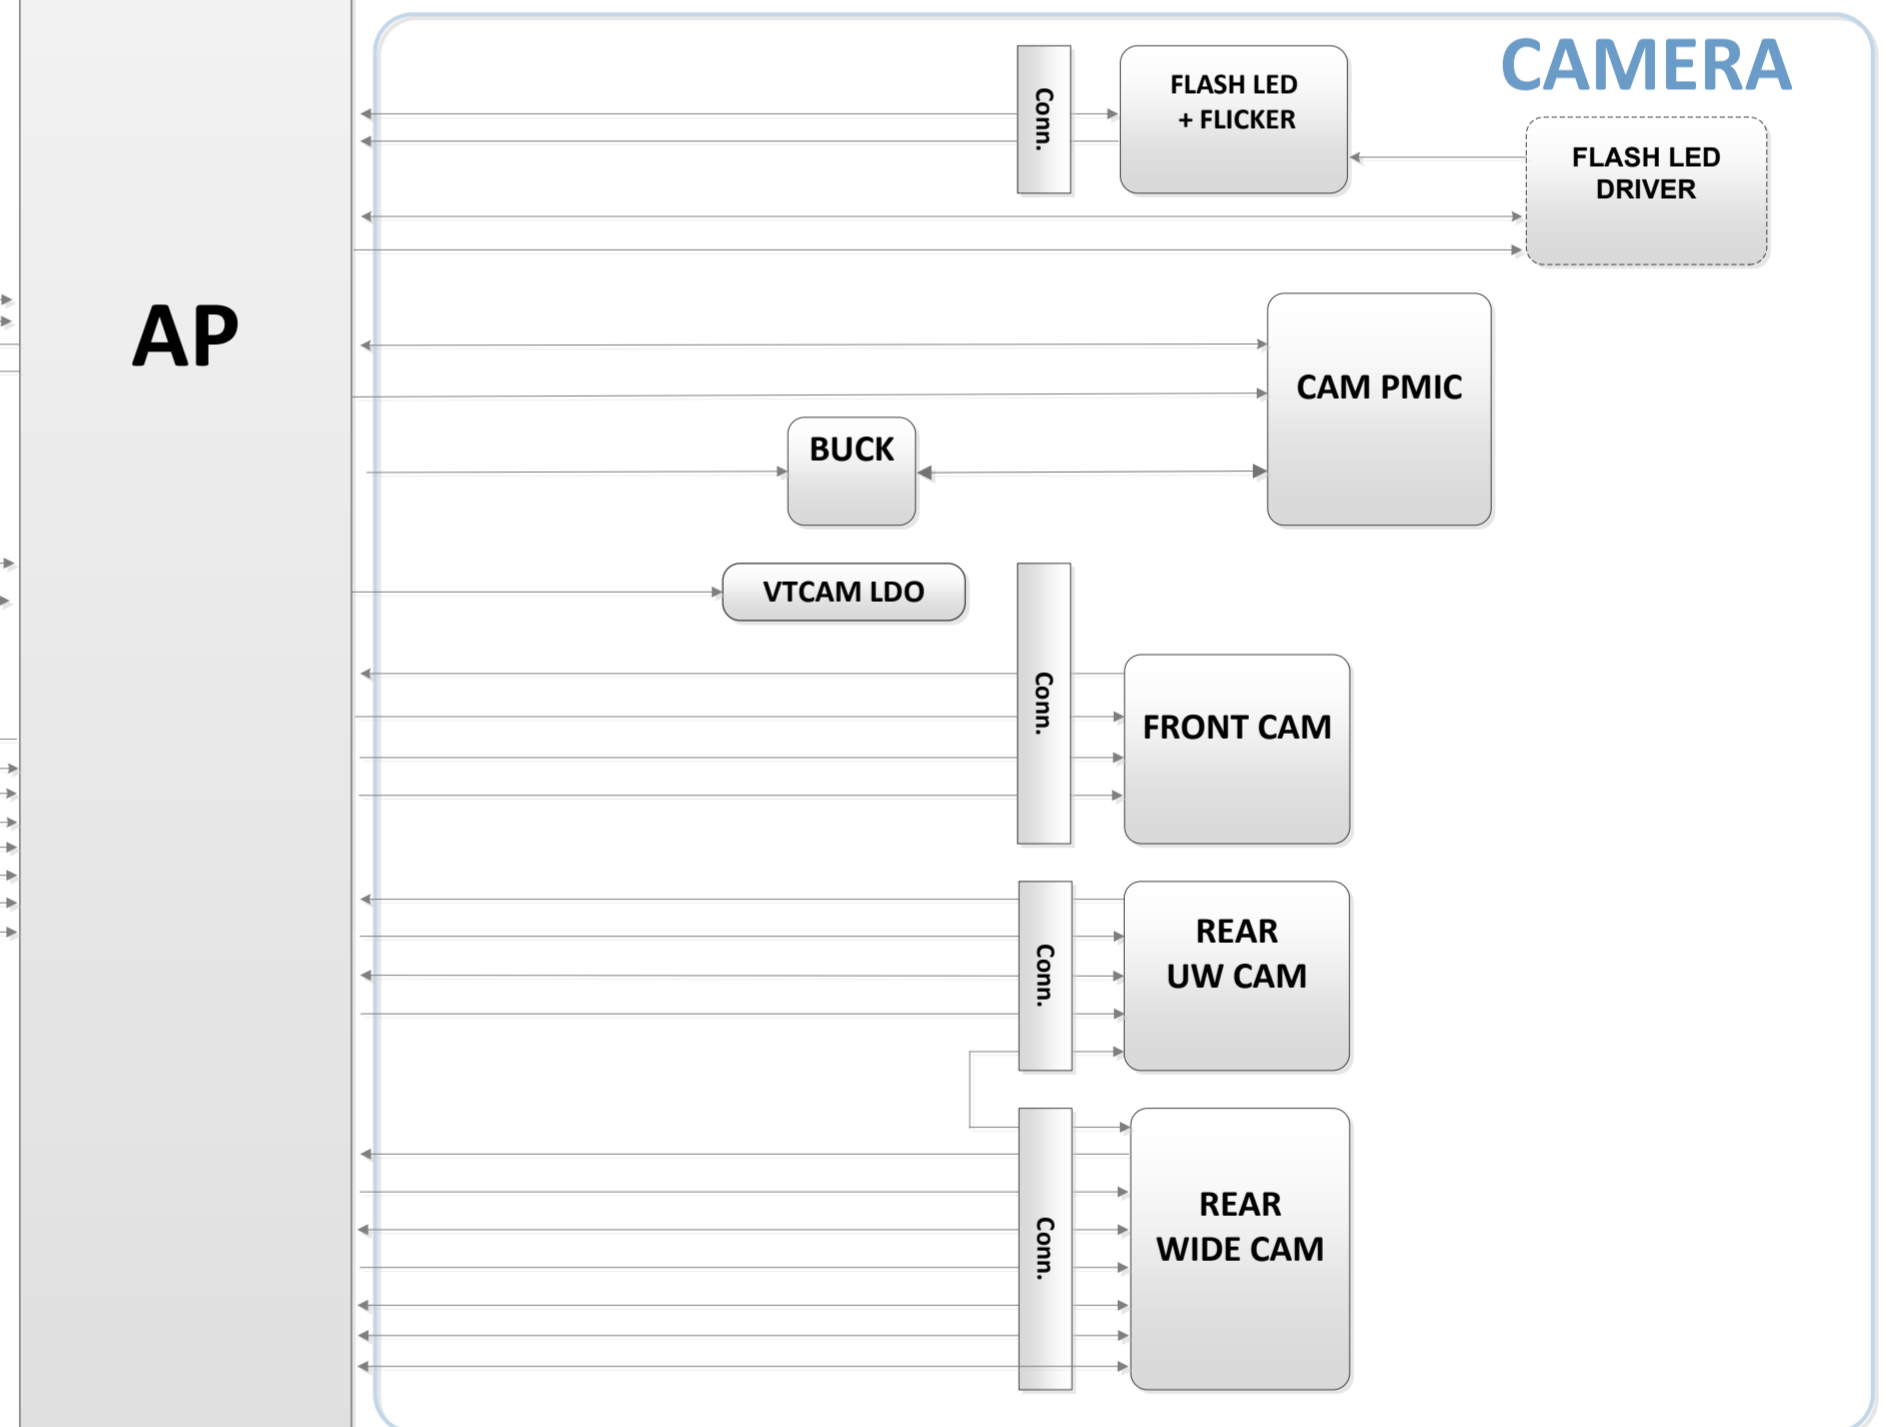 CAMERA
Conn.
FLASH LED
+ FLICKER
FLASH LED
DRIVER
AP
CAM PMIC
BUCK
VTCAM LDO
Conn.
FRONT CAM
Conn.
REAR
UW CAM
Conn.
REAR
WIDE CAM